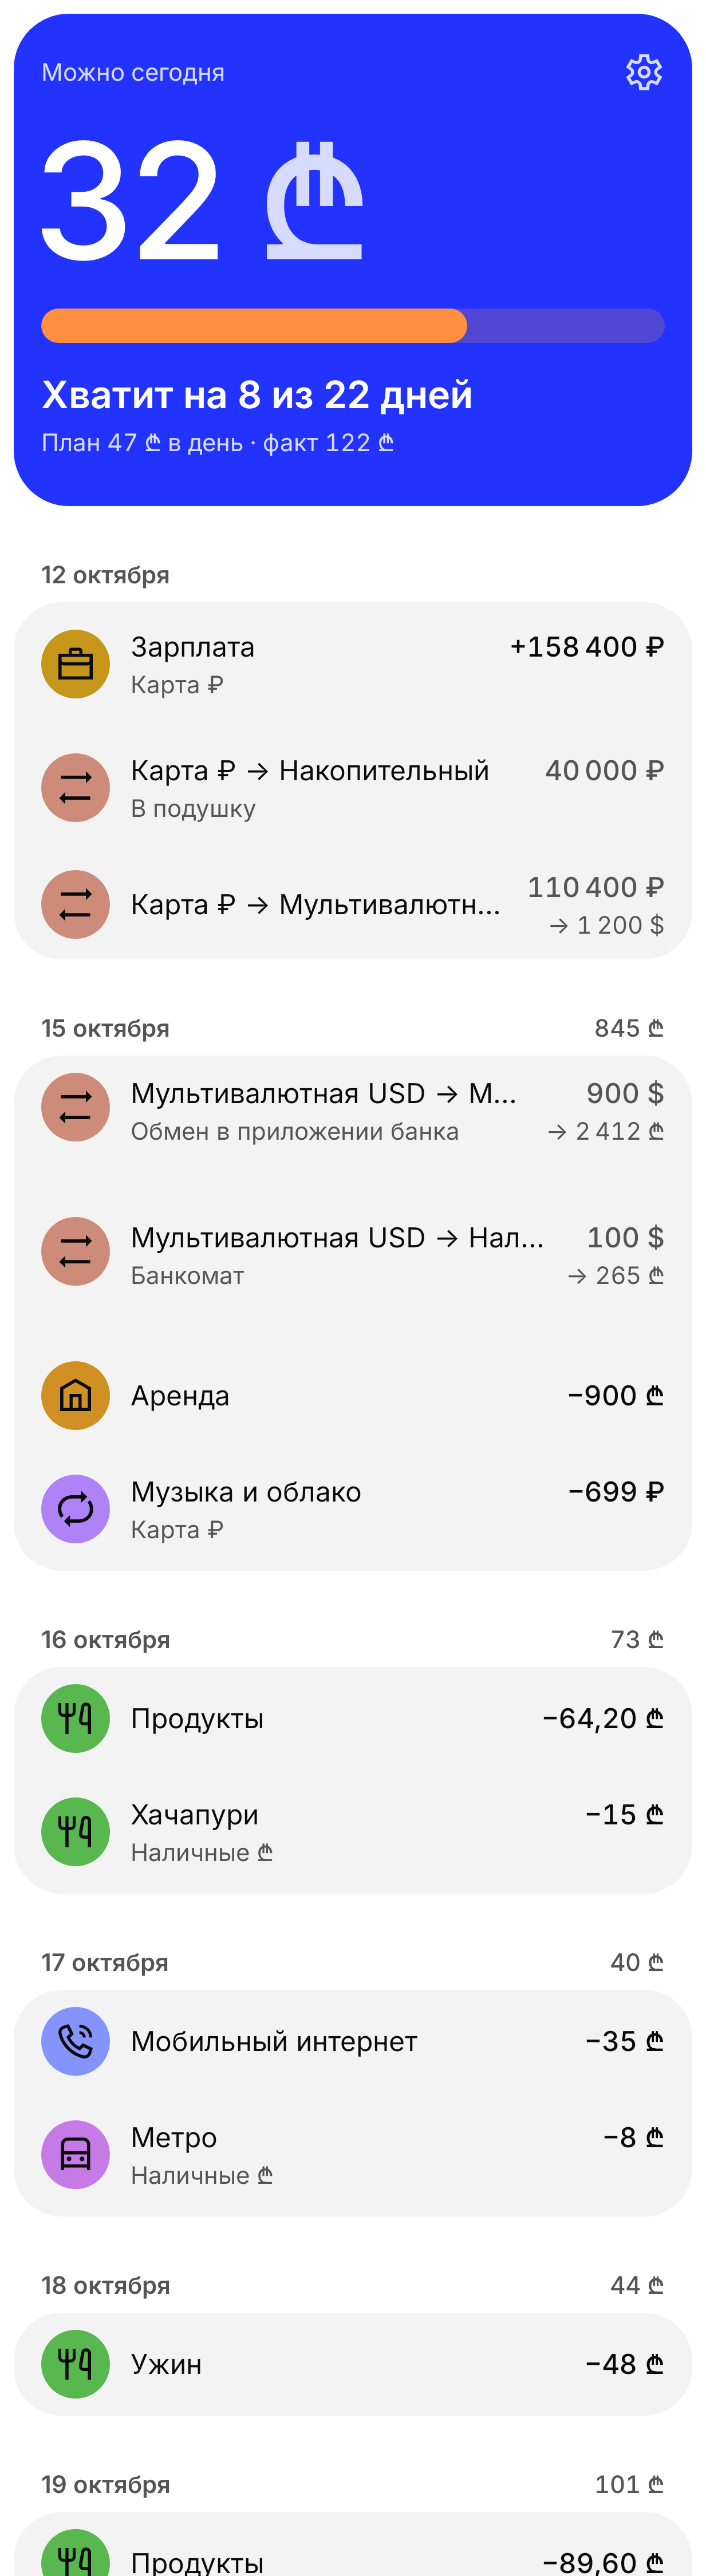 Можно сегодня
32 ₾
Хватит на 8 из 22 дней
План 47 ₾ в день · факт 122 ₾
12 октября
Зарплата +158 400 ₽
Карта ₽
Карта ₽ → Накопительный 40 000 ₽
В подушку
Карта ₽ → Мультивалютн... 110 400 ₽
→ 1 200 $
15 октября 845 ₾
Мультивалютная USD → М... 900 $
Обмен в приложении банка → 2 412 ₾
Мультивалютная USD → Нал... 100 $
Банкомат → 265 ₾
Аренда −900 ₾
Музыка и облако −699 ₽
Карта ₽
16 октября 73 ₾
Продукты −64,20 ₾
Хачапури −15 ₾
Наличные ₾
17 октября 40 ₾
Мобильный интернет −35 ₾
Метро −8 ₾
Наличные ₾
18 октября 44 ₾
Ужин −48 ₾
19 октября 101 ₾
Продукты −89,60 ₾